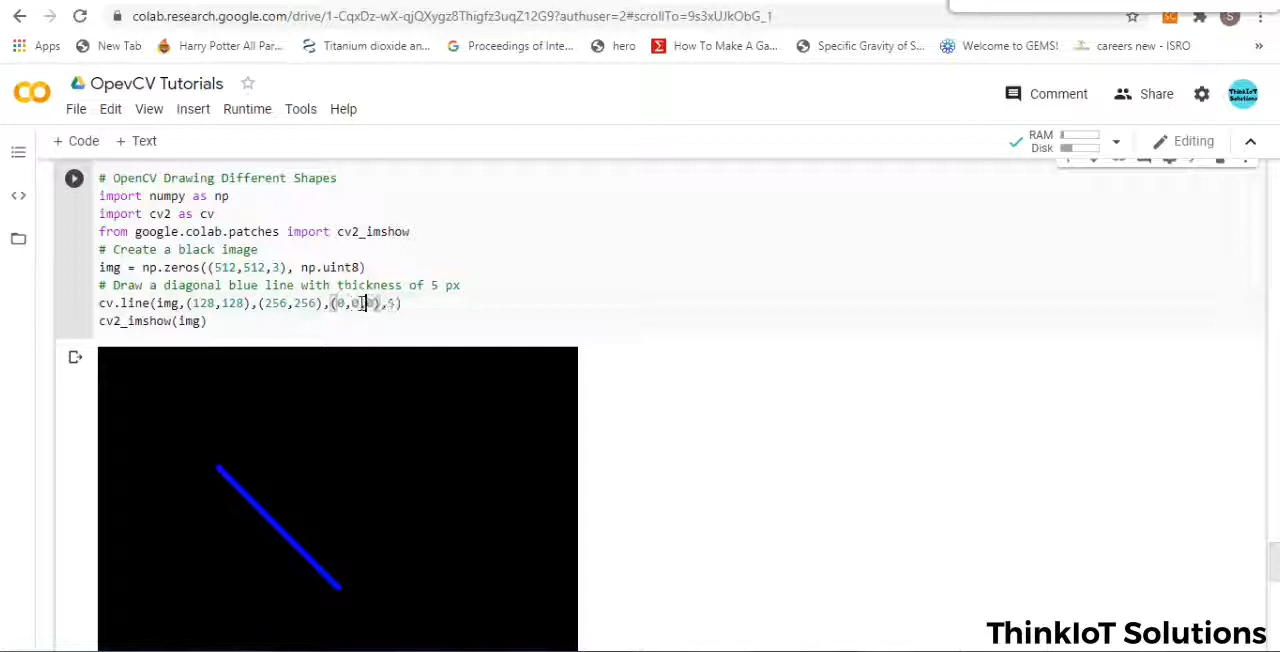 colab.research.google.com/drive/1-CqxDz-wX-qjQXygz8Thigfz3uqZ12G9?authuser=2#scrollTo=9s3xUJkObG_1
Apps New Tab Harry Potter All Par... Titanium dioxide an... Proceedings of Inte... hero How To Make A Ga... Specific Gravity of S... Welcome to GEMS! careers new - ISRO »
OpevCV Tutorials
File Edit View Insert Runtime Tools Help
Comment Share ThinkIoT Solutions
+ Code + Text
RAM
Disk
Editing
# OpenCV Drawing Different Shapes
import numpy as np
import cv2 as cv
from google.colab.patches import cv2_imshow
# Create a black image
img = np.zeros((512,512,3), np.uint8)
# Draw a diagonal blue line with thickness of 5 px
cv.line(img,(128,128),(256,256),(0,0,0),5)
cv2_imshow(img)
ThinkIoT Solutions